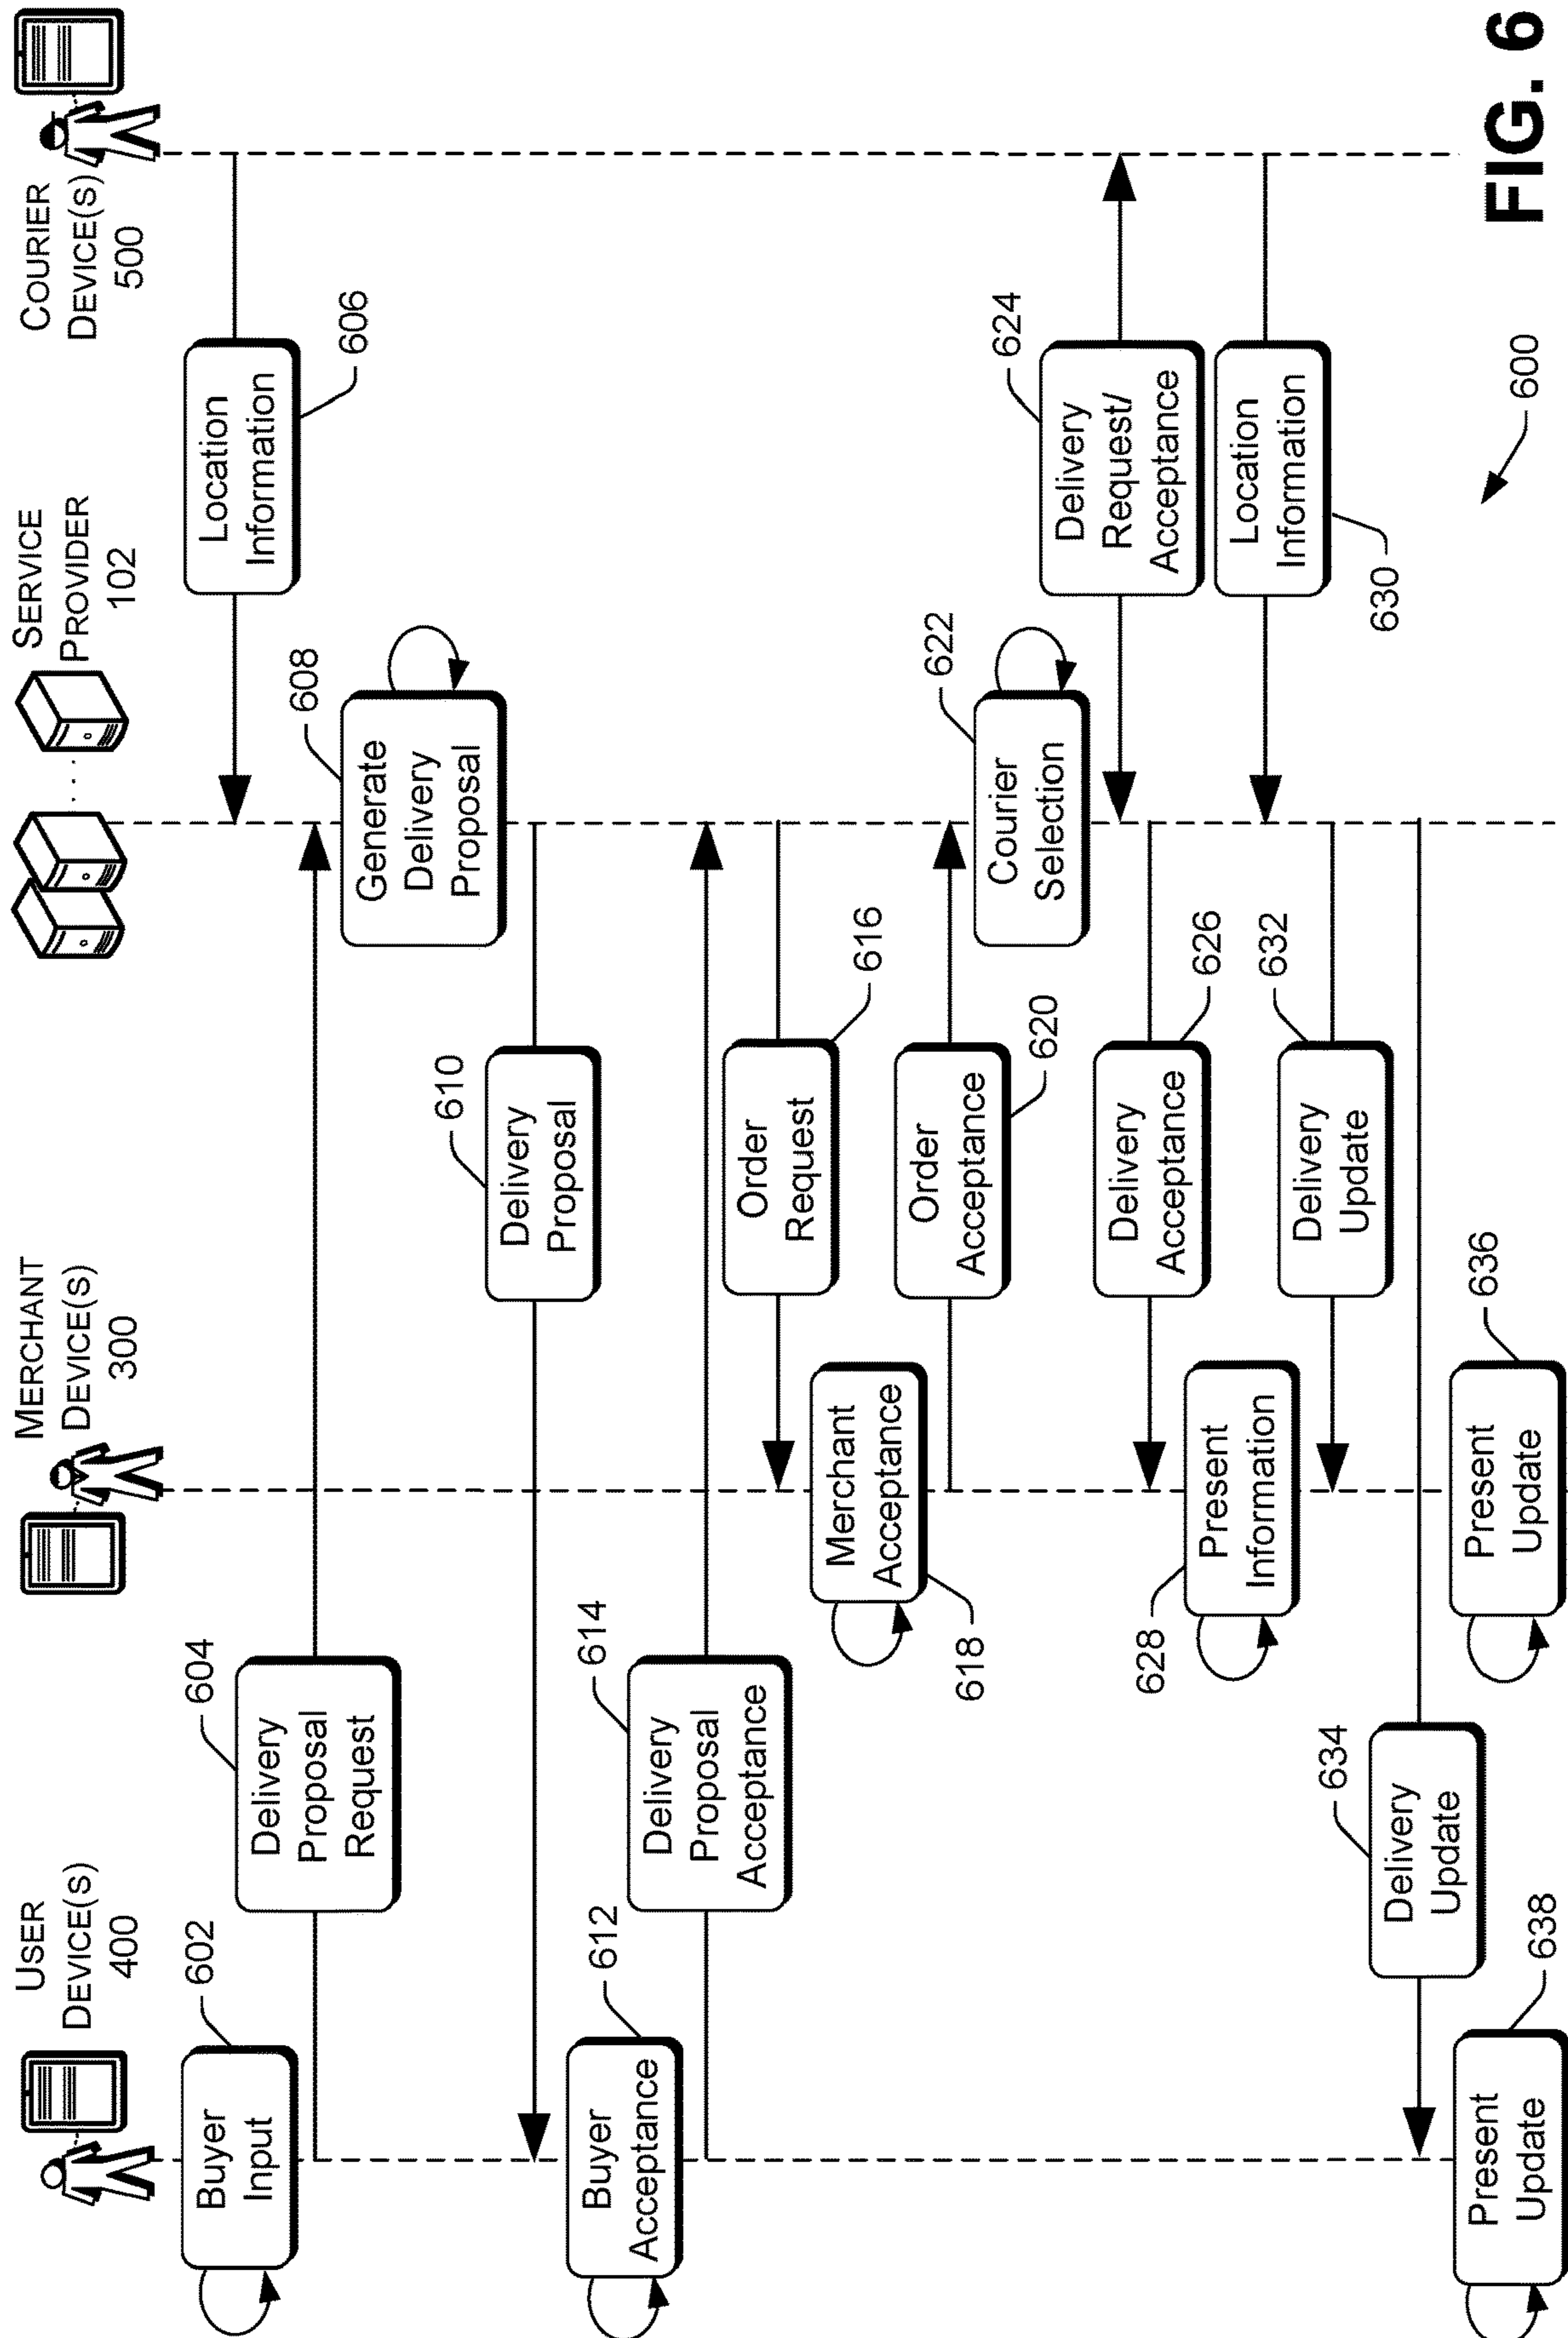 USER
DEVICE(S)
400
MERCHANT
DEVICE(S)
300
SERVICE
PROVIDER
102
COURIER
DEVICE(S)
500
602
Buyer
Input
604
Delivery
Proposal
Request
Location
Information
606
608
Generate
Delivery
Proposal
610
Delivery
Proposal
612
Buyer
Acceptance
614
Delivery
Proposal
Acceptance
Order
Request
616
Merchant
Acceptance
618
Order
Acceptance
620
622
Courier
Selection
624
Delivery
Request/
Acceptance
Delivery
Acceptance
626
628
Present
Information
Location
Information
630
632
Delivery
Update
634
Delivery
Update
636
Present
Update
638
Present
Update
600
FIG. 6